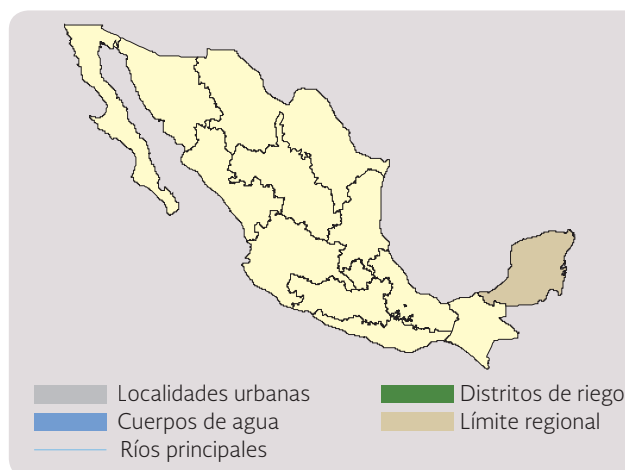 Localidades urbanas
Cuerpos de agua
Ríos principales
Distritos de riego
Límite regional